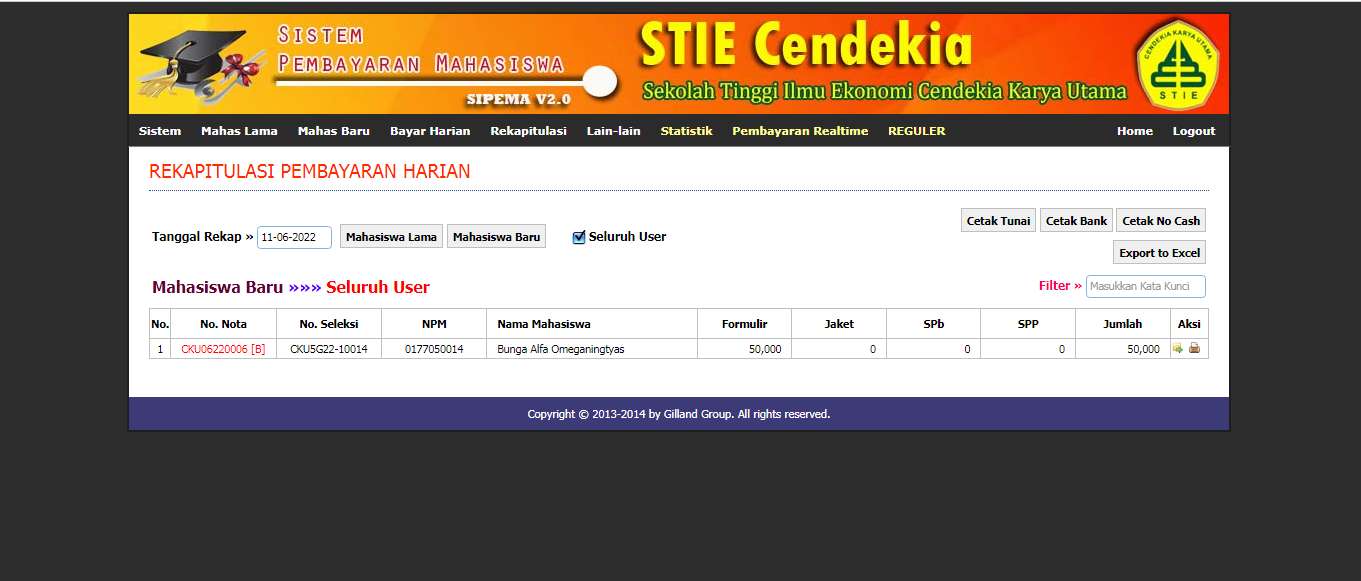 SISTEM
PEMBAYARAN MAHASISWA
SIPEMA V2.0
STIE Cendekia
Sekolah Tinggi Ilmu Ekonomi Cendekia Karya Utama
CENDEKIA KARYA UTAMA
STIE
Sistem Mahas Lama Mahas Baru Bayar Harian Rekapitulasi Lain-lain Statistik Pembayaran Realtime REGULER Home Logout
REKAPITULASI PEMBAYARAN HARIAN
Cetak Tunai Cetak Bank Cetak No Cash
Tanggal Rekap » 11-06-2022 Mahasiswa Lama Mahasiswa Baru Seluruh User
Export to Excel
Mahasiswa Baru »»» Seluruh User Filter » Masukkan Kata Kunci
No. No. Nota No. Seleksi NPM Nama Mahasiswa Formulir Jaket SPb SPP Jumlah Aksi
1 CKU06220006 [B] CKU5G22-10014 0177050014 Bunga Alfa Omeganingtyas 50,000 0 0 0 50,000
Copyright © 2013-2014 by Gilland Group. All rights reserved.